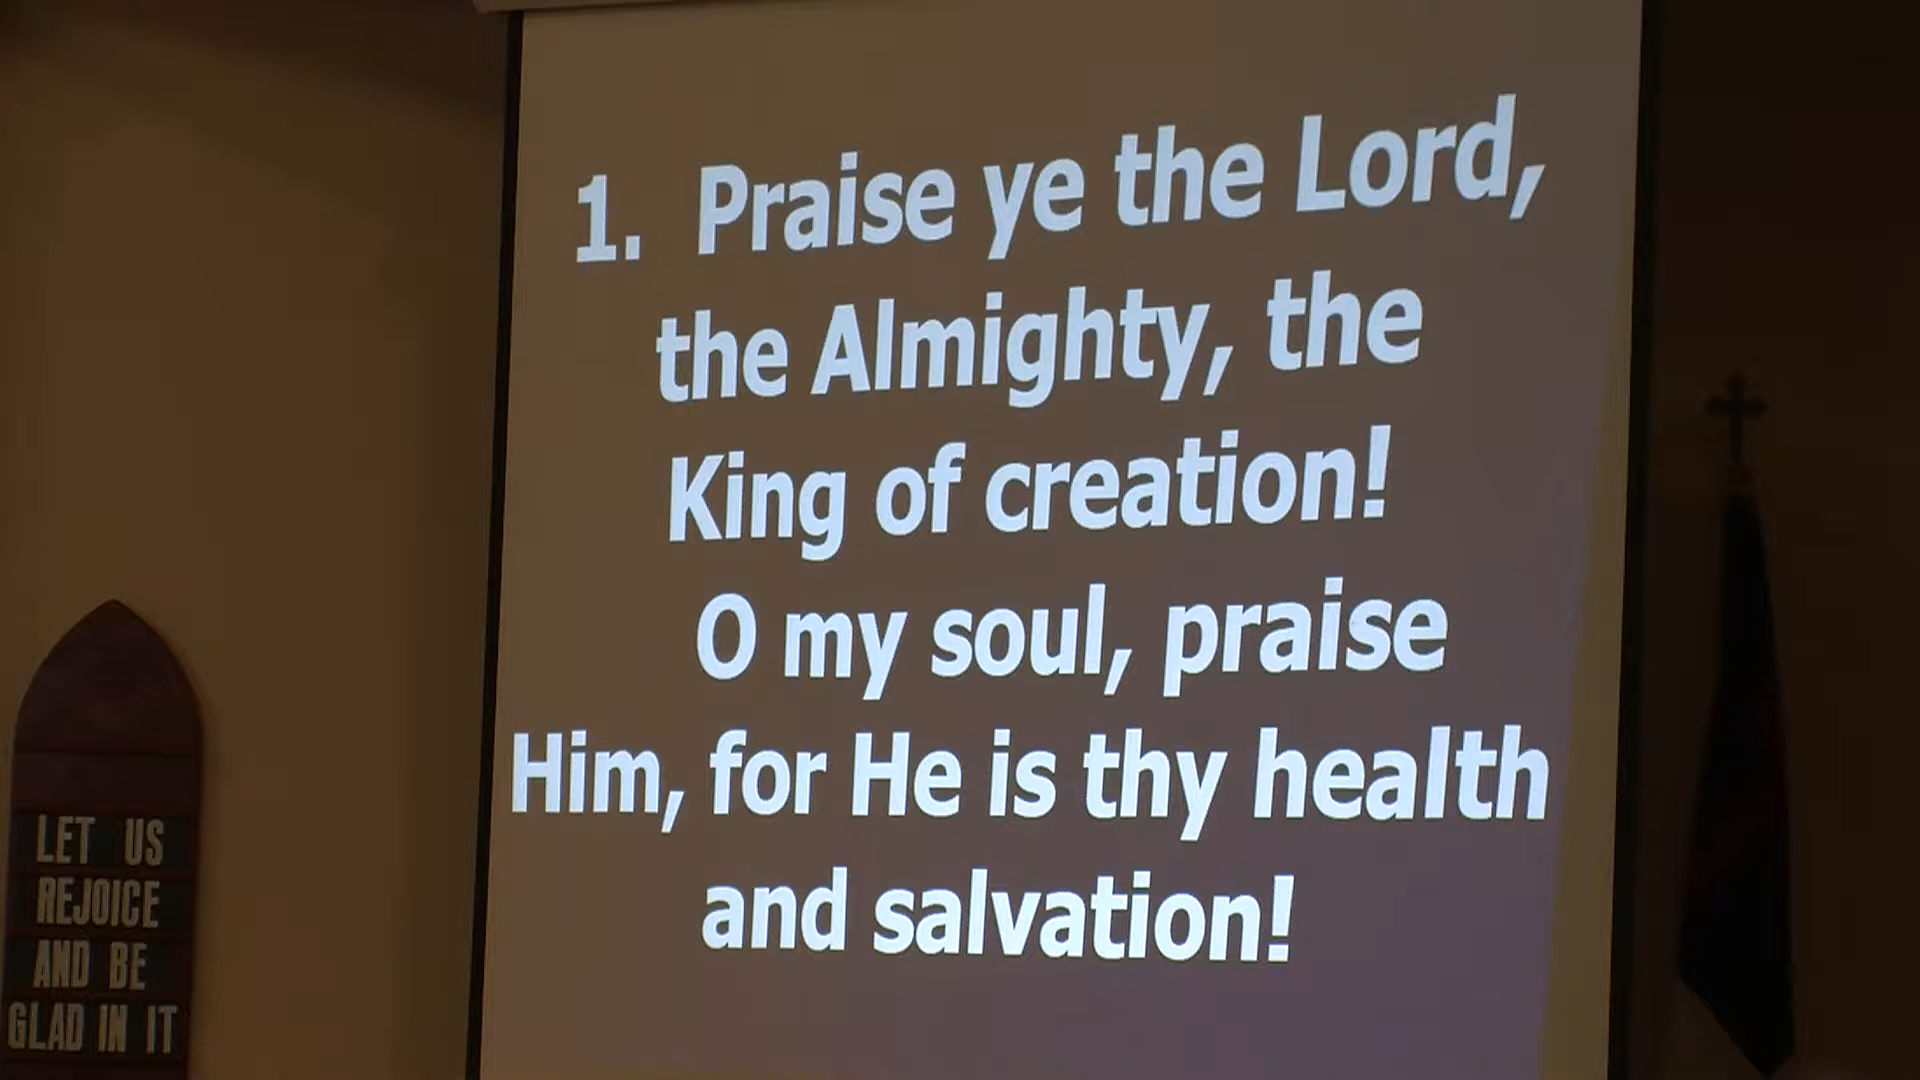 1. Praise ye the Lord,
the Almighty, the
King of creation!
O my soul, praise
Him, for He is thy health
and salvation!
LET US
REJOICE
AND BE
GLAD IN IT